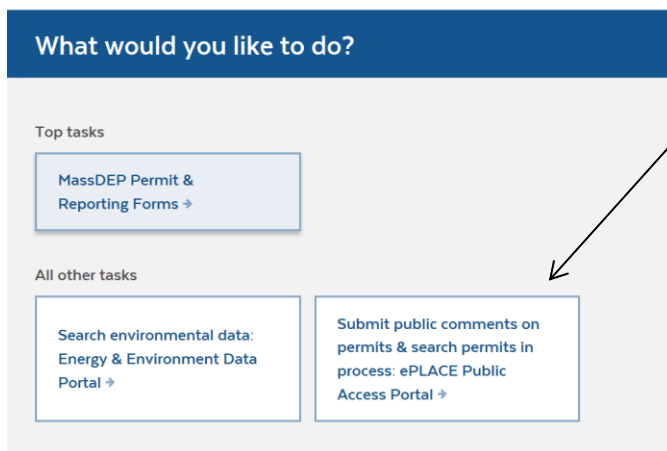 What would you like to do?
Top tasks
MassDEP Permit &
Reporting Forms →
All other tasks
Search environmental data:
Energy & Environment Data
Portal →
Submit public comments on
permits & search permits in
process: ePLACE Public
Access Portal →